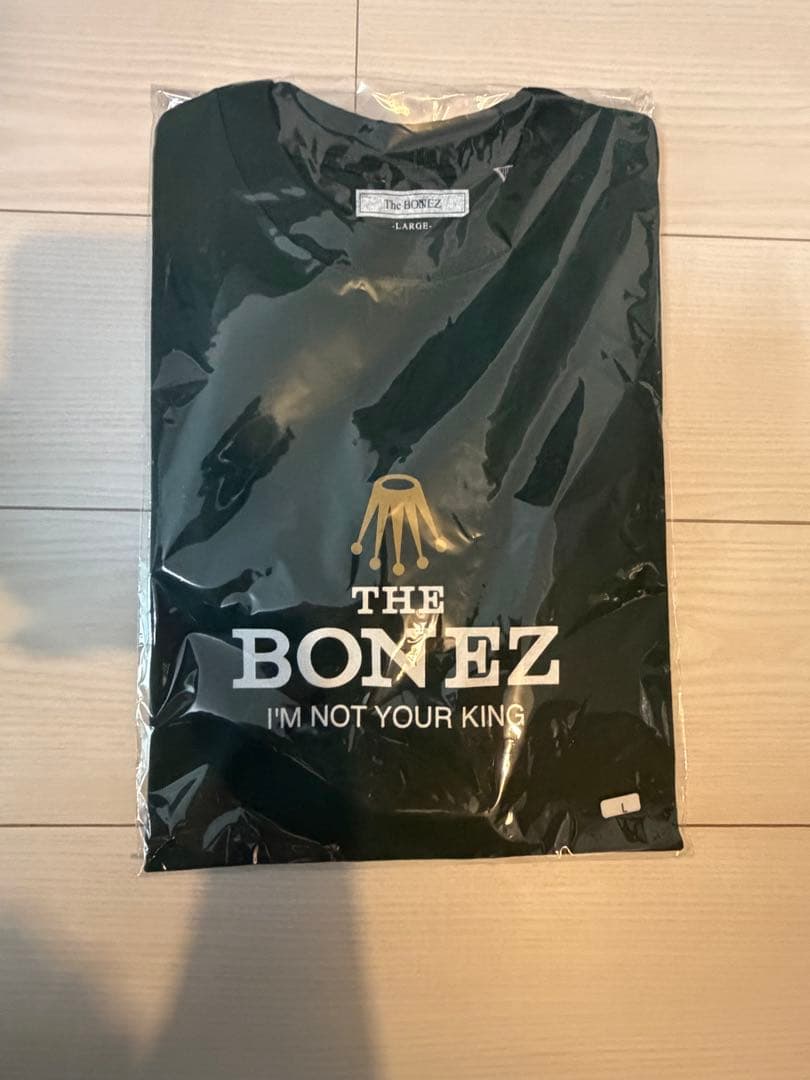 The BONEZ
-LARGE-
THE
BONEZ
I'M NOT YOUR KING
L